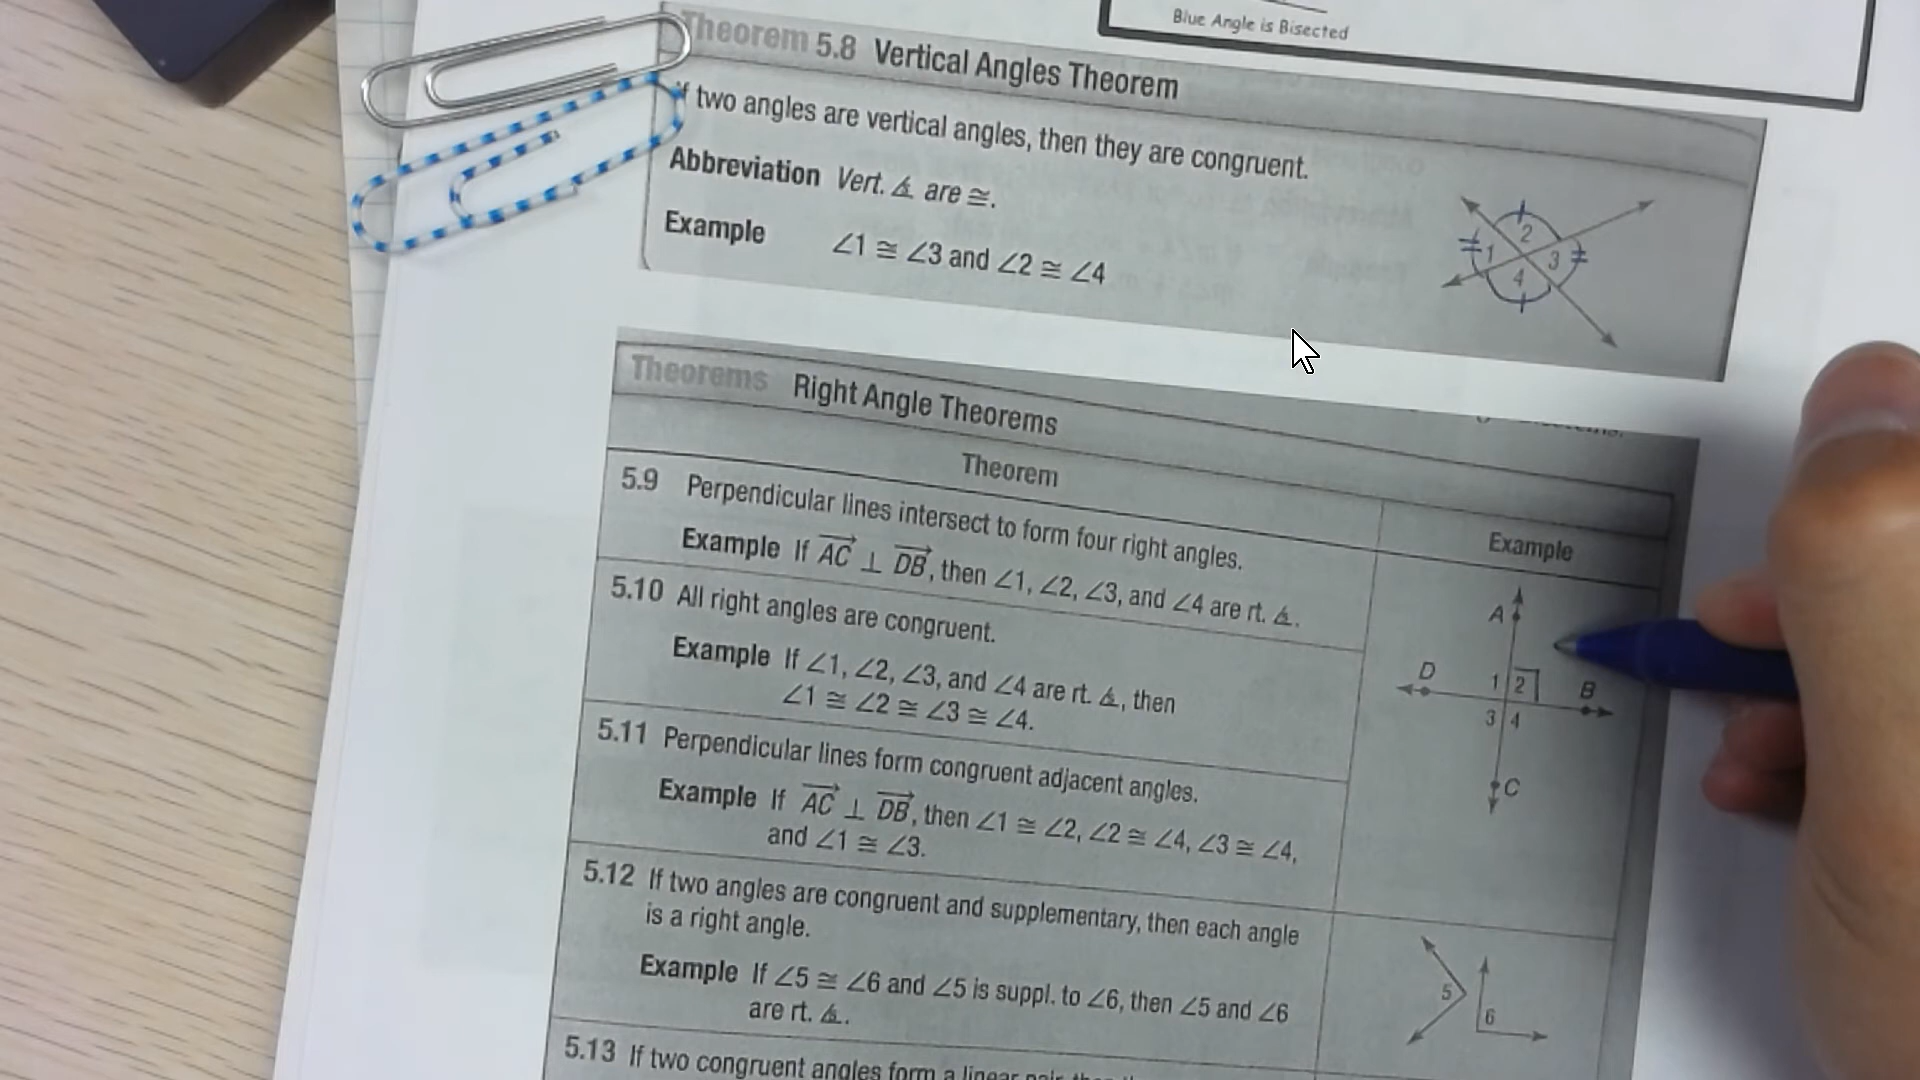 Blue Angle is Bisected
Theorem 5.8 Vertical Angles Theorem
If two angles are vertical angles, then they are congruent.
Abbreviation Vert. ∡ are ≅.
Example ∠1 ≅ ∠3 and ∠2 ≅ ∠4
2
1
3
4
Theorems Right Angle Theorems
Theorem
Example
5.9 Perpendicular lines intersect to form four right angles.
Example If AC ⊥ DB, then ∠1, ∠2, ∠3, and ∠4 are rt. ∡.
5.10 All right angles are congruent.
Example If ∠1, ∠2, ∠3, and ∠4 are rt. ∡, then
∠1 ≅ ∠2 ≅ ∠3 ≅ ∠4.
5.11 Perpendicular lines form congruent adjacent angles.
Example If AC ⊥ DB, then ∠1 ≅ ∠2, ∠2 ≅ ∠4, ∠3 ≅ ∠4,
and ∠1 ≅ ∠3.
A
D
1 2
B
3 4
C
5.12 If two angles are congruent and supplementary, then each angle
is a right angle.
Example If ∠5 ≅ ∠6 and ∠5 is suppl. to ∠6, then ∠5 and ∠6
are rt. ∡.
5
6
5.13 If two congruent angles form a linear pair